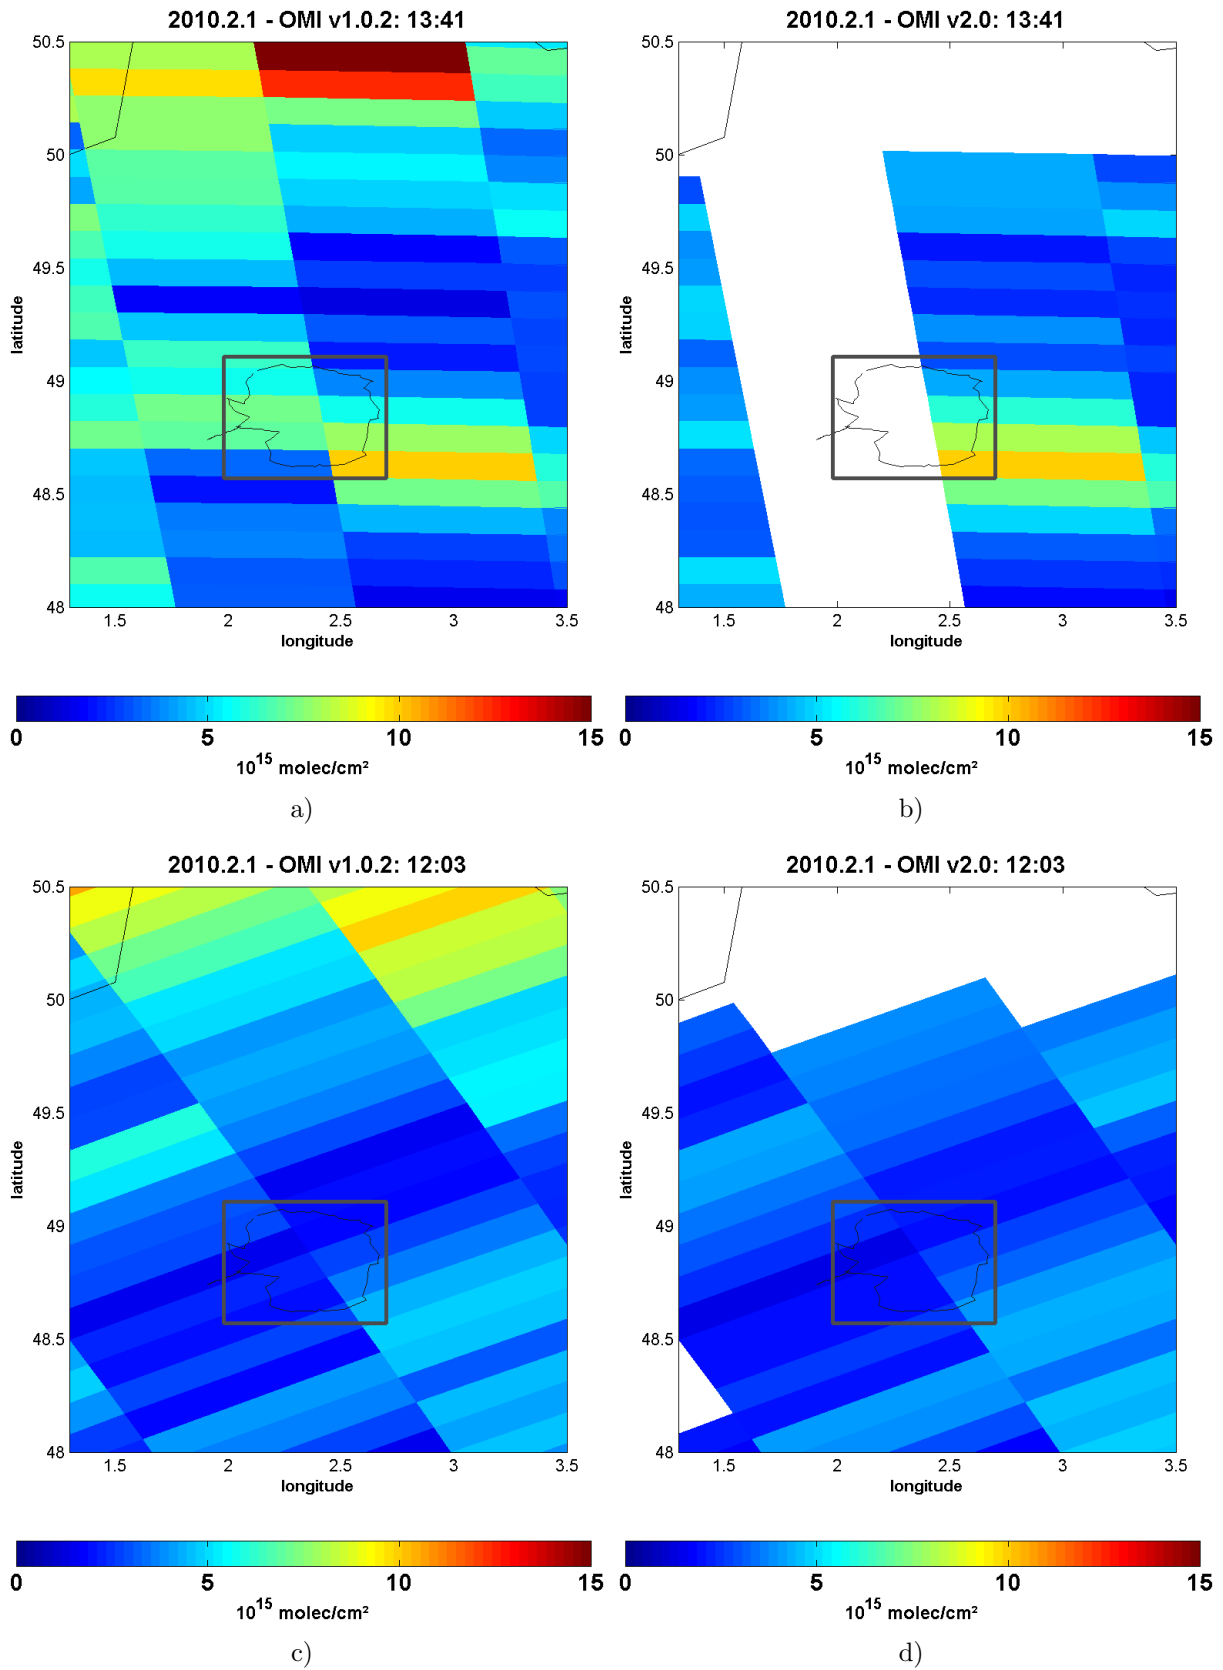 2010.2.1 - OMI v1.0.2: 13:41
50.5
50
49.5
49
48.5
48
latitude
1.5 2 2.5 3 3.5
longitude
0 5 10 15
10^15 molec/cm²
a)
2010.2.1 - OMI v2.0: 13:41
50.5
50
49.5
49
48.5
48
latitude
1.5 2 2.5 3 3.5
longitude
0 5 10 15
10^15 molec/cm²
b)
2010.2.1 - OMI v1.0.2: 12:03
50.5
50
49.5
49
48.5
48
latitude
1.5 2 2.5 3 3.5
longitude
0 5 10 15
10^15 molec/cm²
c)
2010.2.1 - OMI v2.0: 12:03
50.5
50
49.5
49
48.5
48
latitude
1.5 2 2.5 3 3.5
longitude
0 5 10 15
10^15 molec/cm²
d)